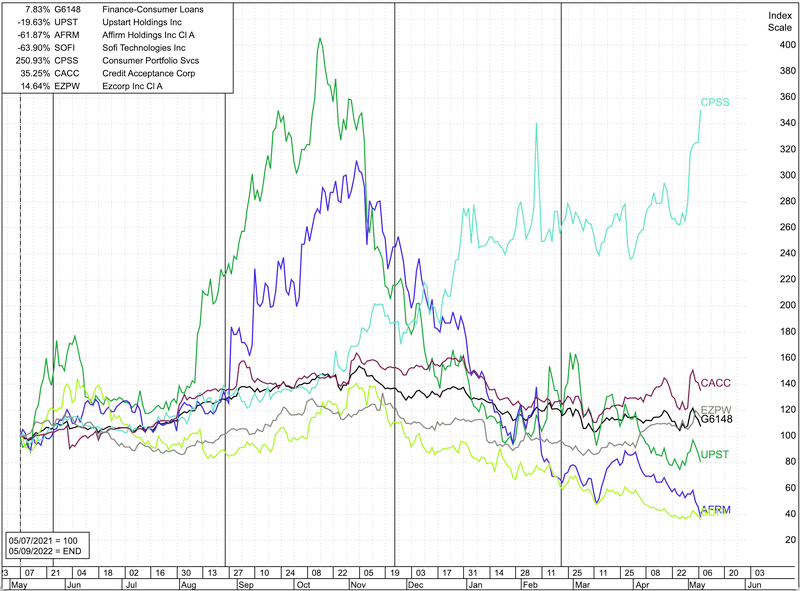 7.83% G6148 Finance-Consumer Loans
-19.63% UPST Upstart Holdings Inc
-61.87% AFRM Affirm Holdings Inc Cl A
-63.90% SOFI Sofi Technologies Inc
250.93% CPSS Consumer Portfolio Svcs
35.25% CACC Credit Acceptance Corp
14.64% EZPW Ezcorp Inc Cl A
Index
Scale
400
380
360
340
320
300
280
260
240
220
200
180
160
140
120
100
80
60
40
20
CPSS
CACC
EZPW
G6148
UPST
AFRM
05/07/2021 = 100
05/09/2022 = END
23 07 21 04 18 02 16 30 13 27 10 24 08 22 05 19 03 17 31 14 28 11 25 11 25 08 22 06 20 03
May Jun Jul Aug Sep Oct Nov Dec Jan Feb Mar Apr May Jun